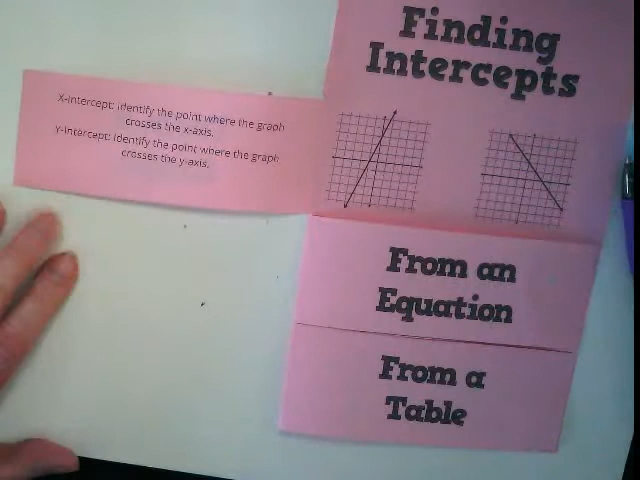 Finding
Intercepts
X-Intercept: Identify the point where the graph
crosses the x-axis.
Y-Intercept: Identify the point where the graph
crosses the y-axis.
From an
Equation
From a
Table